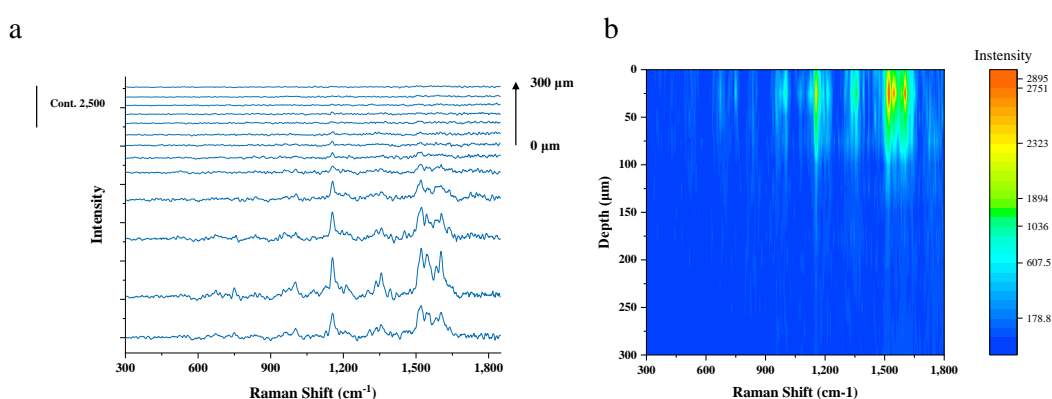 a
Cont. 2,500
300 μm
0 μm
Intensity
300 600 900 1,200 1,500 1,800
Raman Shift (cm-1)
b
Instensity
0
50
100
150
200
250
300
Depth (μm)
300 600 900 1,200 1,500 1,800
Raman Shift (cm-1)
2895
2751
2323
1894
1036
607.5
178.8